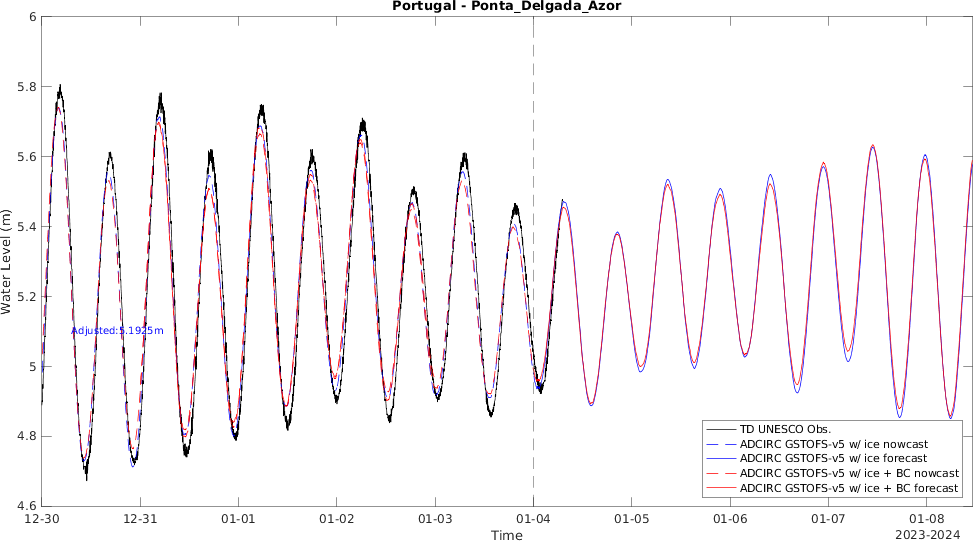 Portugal - Ponta_Delgada_Azor
6
5.8
5.6
5.4
5.2
5
4.8
4.6
Water Level (m)
Adjusted:5.1925m
TD UNESCO Obs.
ADCIRC GSTOFS-v5 w/ ice nowcast
ADCIRC GSTOFS-v5 w/ ice forecast
ADCIRC GSTOFS-v5 w/ ice + BC nowcast
ADCIRC GSTOFS-v5 w/ ice + BC forecast
12-30 12-31 01-01 01-02 01-03 01-04 01-05 01-06 01-07 01-08
Time
2023-2024